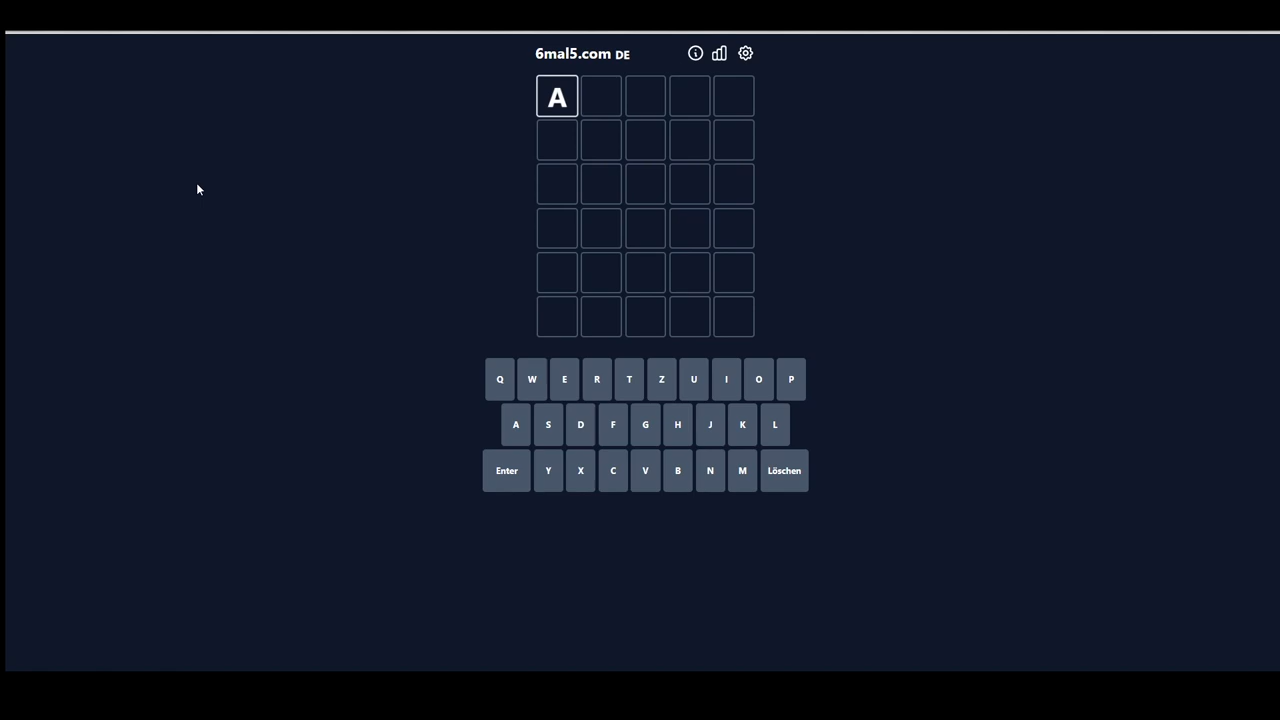 6mal5.com DE
A
Q W E R T Z U I O P
A S D F G H J K L
Enter Y X C V B N M Löschen